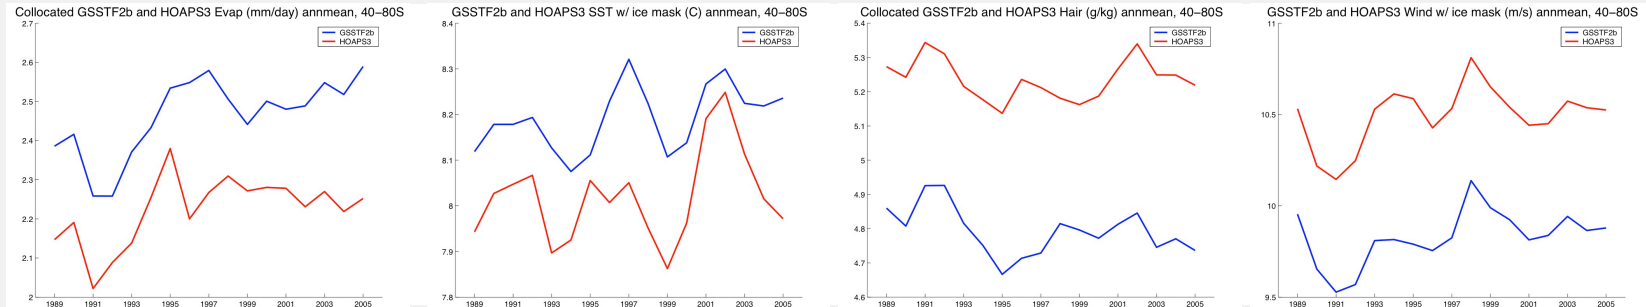 Collocated GSSTF2b and HOAPS3 Evap (mm/day) annmean, 40−80S
2.7
2.6
2.5
2.4
2.3
2.2
2.1
2
GSSTF2b
HOAPS3
1989 1991 1993 1995 1997 1999 2001 2003 2005
GSSTF2b and HOAPS3 SST w/ ice mask (C) annmean, 40−80S
8.4
8.3
8.2
8.1
8
7.9
7.8
GSSTF2b
HOAPS3
1989 1991 1993 1995 1997 1999 2001 2003 2005
Collocated GSSTF2b and HOAPS3 Hair (g/kg) annmean, 40−80S
5.4
5.3
5.2
5.1
5
4.9
4.8
4.7
4.6
GSSTF2b
HOAPS3
1989 1991 1993 1995 1997 1999 2001 2003 2005
GSSTF2b and HOAPS3 Wind w/ ice mask (m/s) annmean, 40−80S
11
10.5
10
9.5
GSSTF2b
HOAPS3
1989 1991 1993 1995 1997 1999 2001 2003 2005